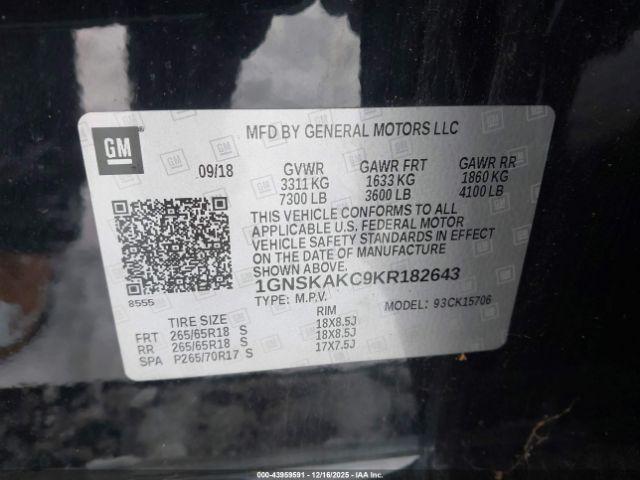 GM
MFD BY GENERAL MOTORS LLC
09/18
GVWR GAWR FRT GAWR RR
3311 KG 1633 KG 1860 KG
7300 LB 3600 LB 4100 LB
THIS VEHICLE CONFORMS TO ALL
APPLICABLE U.S. FEDERAL MOTOR
VEHICLE SAFETY STANDARDS IN EFFECT
ON THE DATE OF MANUFACTURE
SHOWN ABOVE.
1GNSKAKC9KR182643
TYPE: M.P.V. MODEL: 93CK15706
8555
TIRE SIZE RIM
FRT 265/65R18 S 18X8.5J
RR 265/65R18 S 18X8.5J
SPA P265/70R17 S 17X7.5J
© - 43959591 - 12/16/2025 - IAAI.COM